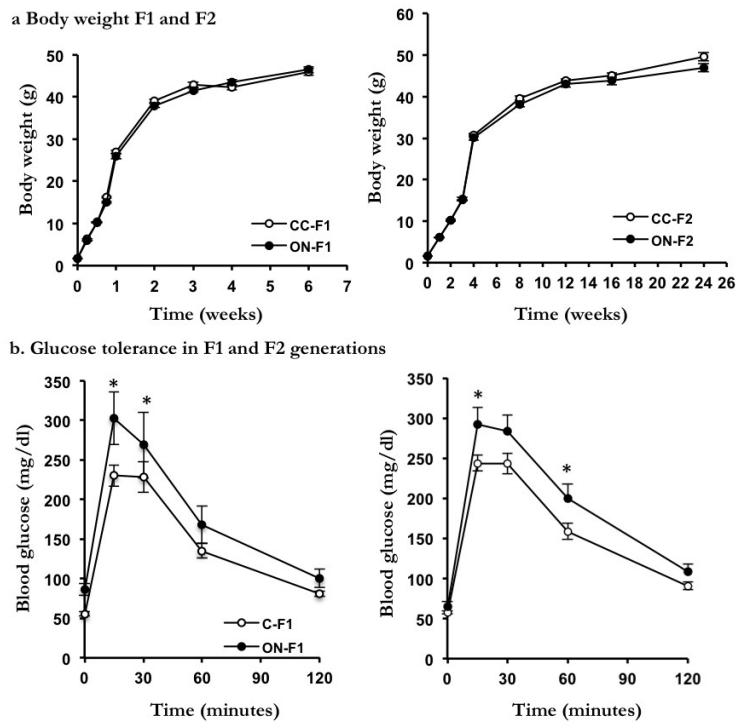 a Body weight F1 and F2
Body weight (g)
50
40
30
20
10
0
CC-F1
ON-F1
0 1 2 3 4 5 6 7
Time (weeks)
Body weight (g)
60
50
40
30
20
10
0
CC-F2
ON-F2
0 2 4 6 8 10 12 14 16 18 20 22 24 26
Time (weeks)
b. Glucose tolerance in F1 and F2 generations
Blood glucose (mg/dl)
350
300
250
200
150
100
50
0
* *
C-F1
ON-F1
0 30 60 90 120
Time (minutes)
Blood glucose (mg/dl)
350
300
250
200
150
100
50
0
*
*
0 30 60 90 120
Time (minutes)